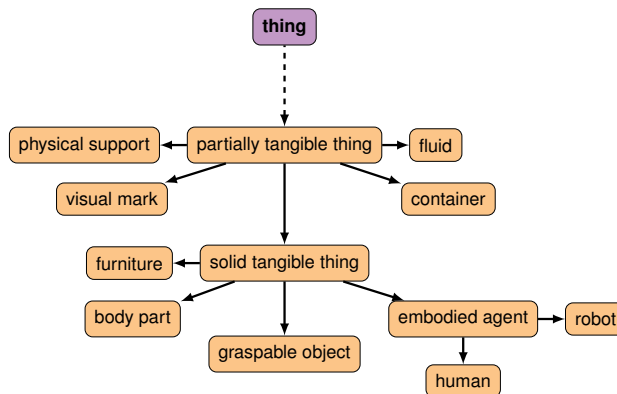 thing
physical support
partially tangible thing
fluid
visual mark
container
furniture
solid tangible thing
body part
embodied agent
robot
graspable object
human